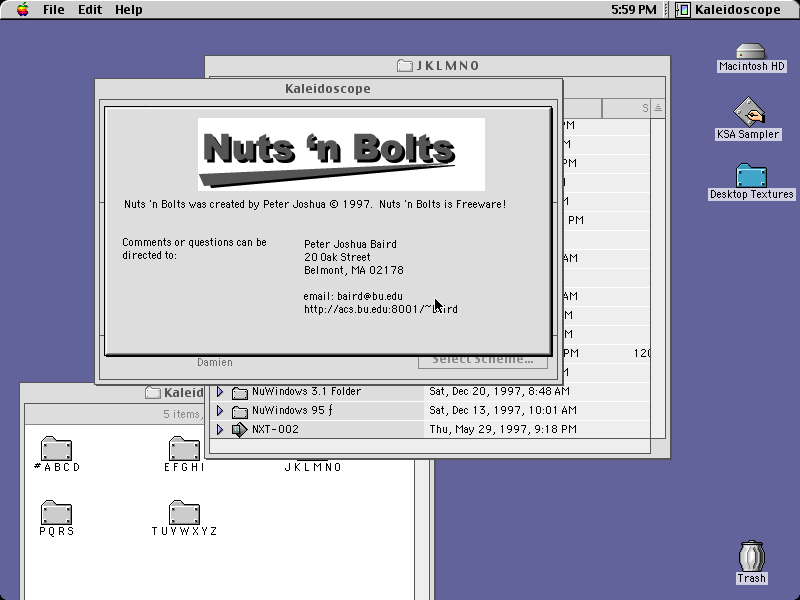 File Edit Help
5:59 PM
Kaleidoscope
Macintosh HD
KSA Sampler
Desktop Textures
Trash
JKLMNO
Kaleidoscope
S
Nuts 'n Bolts
Nuts 'n Bolts was created by Peter Joshua © 1997. Nuts 'n Bolts is Freeware!
Comments or questions can be
directed to:
Peter Joshua Baird
20 Oak Street
Belmont, MA 02178
email: baird@bu.edu
http://acs.bu.edu:8001/~baird
PM
M
PM
M
PM
AM
AM
M
M
PM 120
M
Damien
Select Scheme...
NuWindows 3.1 Folder Sat, Dec 20, 1997, 8:48 AM
NuWindows 95 ƒ Sat, Dec 13, 1997, 10:01 AM
NXT-002 Thu, May 29, 1997, 9:18 PM
Kaleid
5 items,
#ABCD
EFGHI
JKLMNO
PQRS
TUVWXYZ